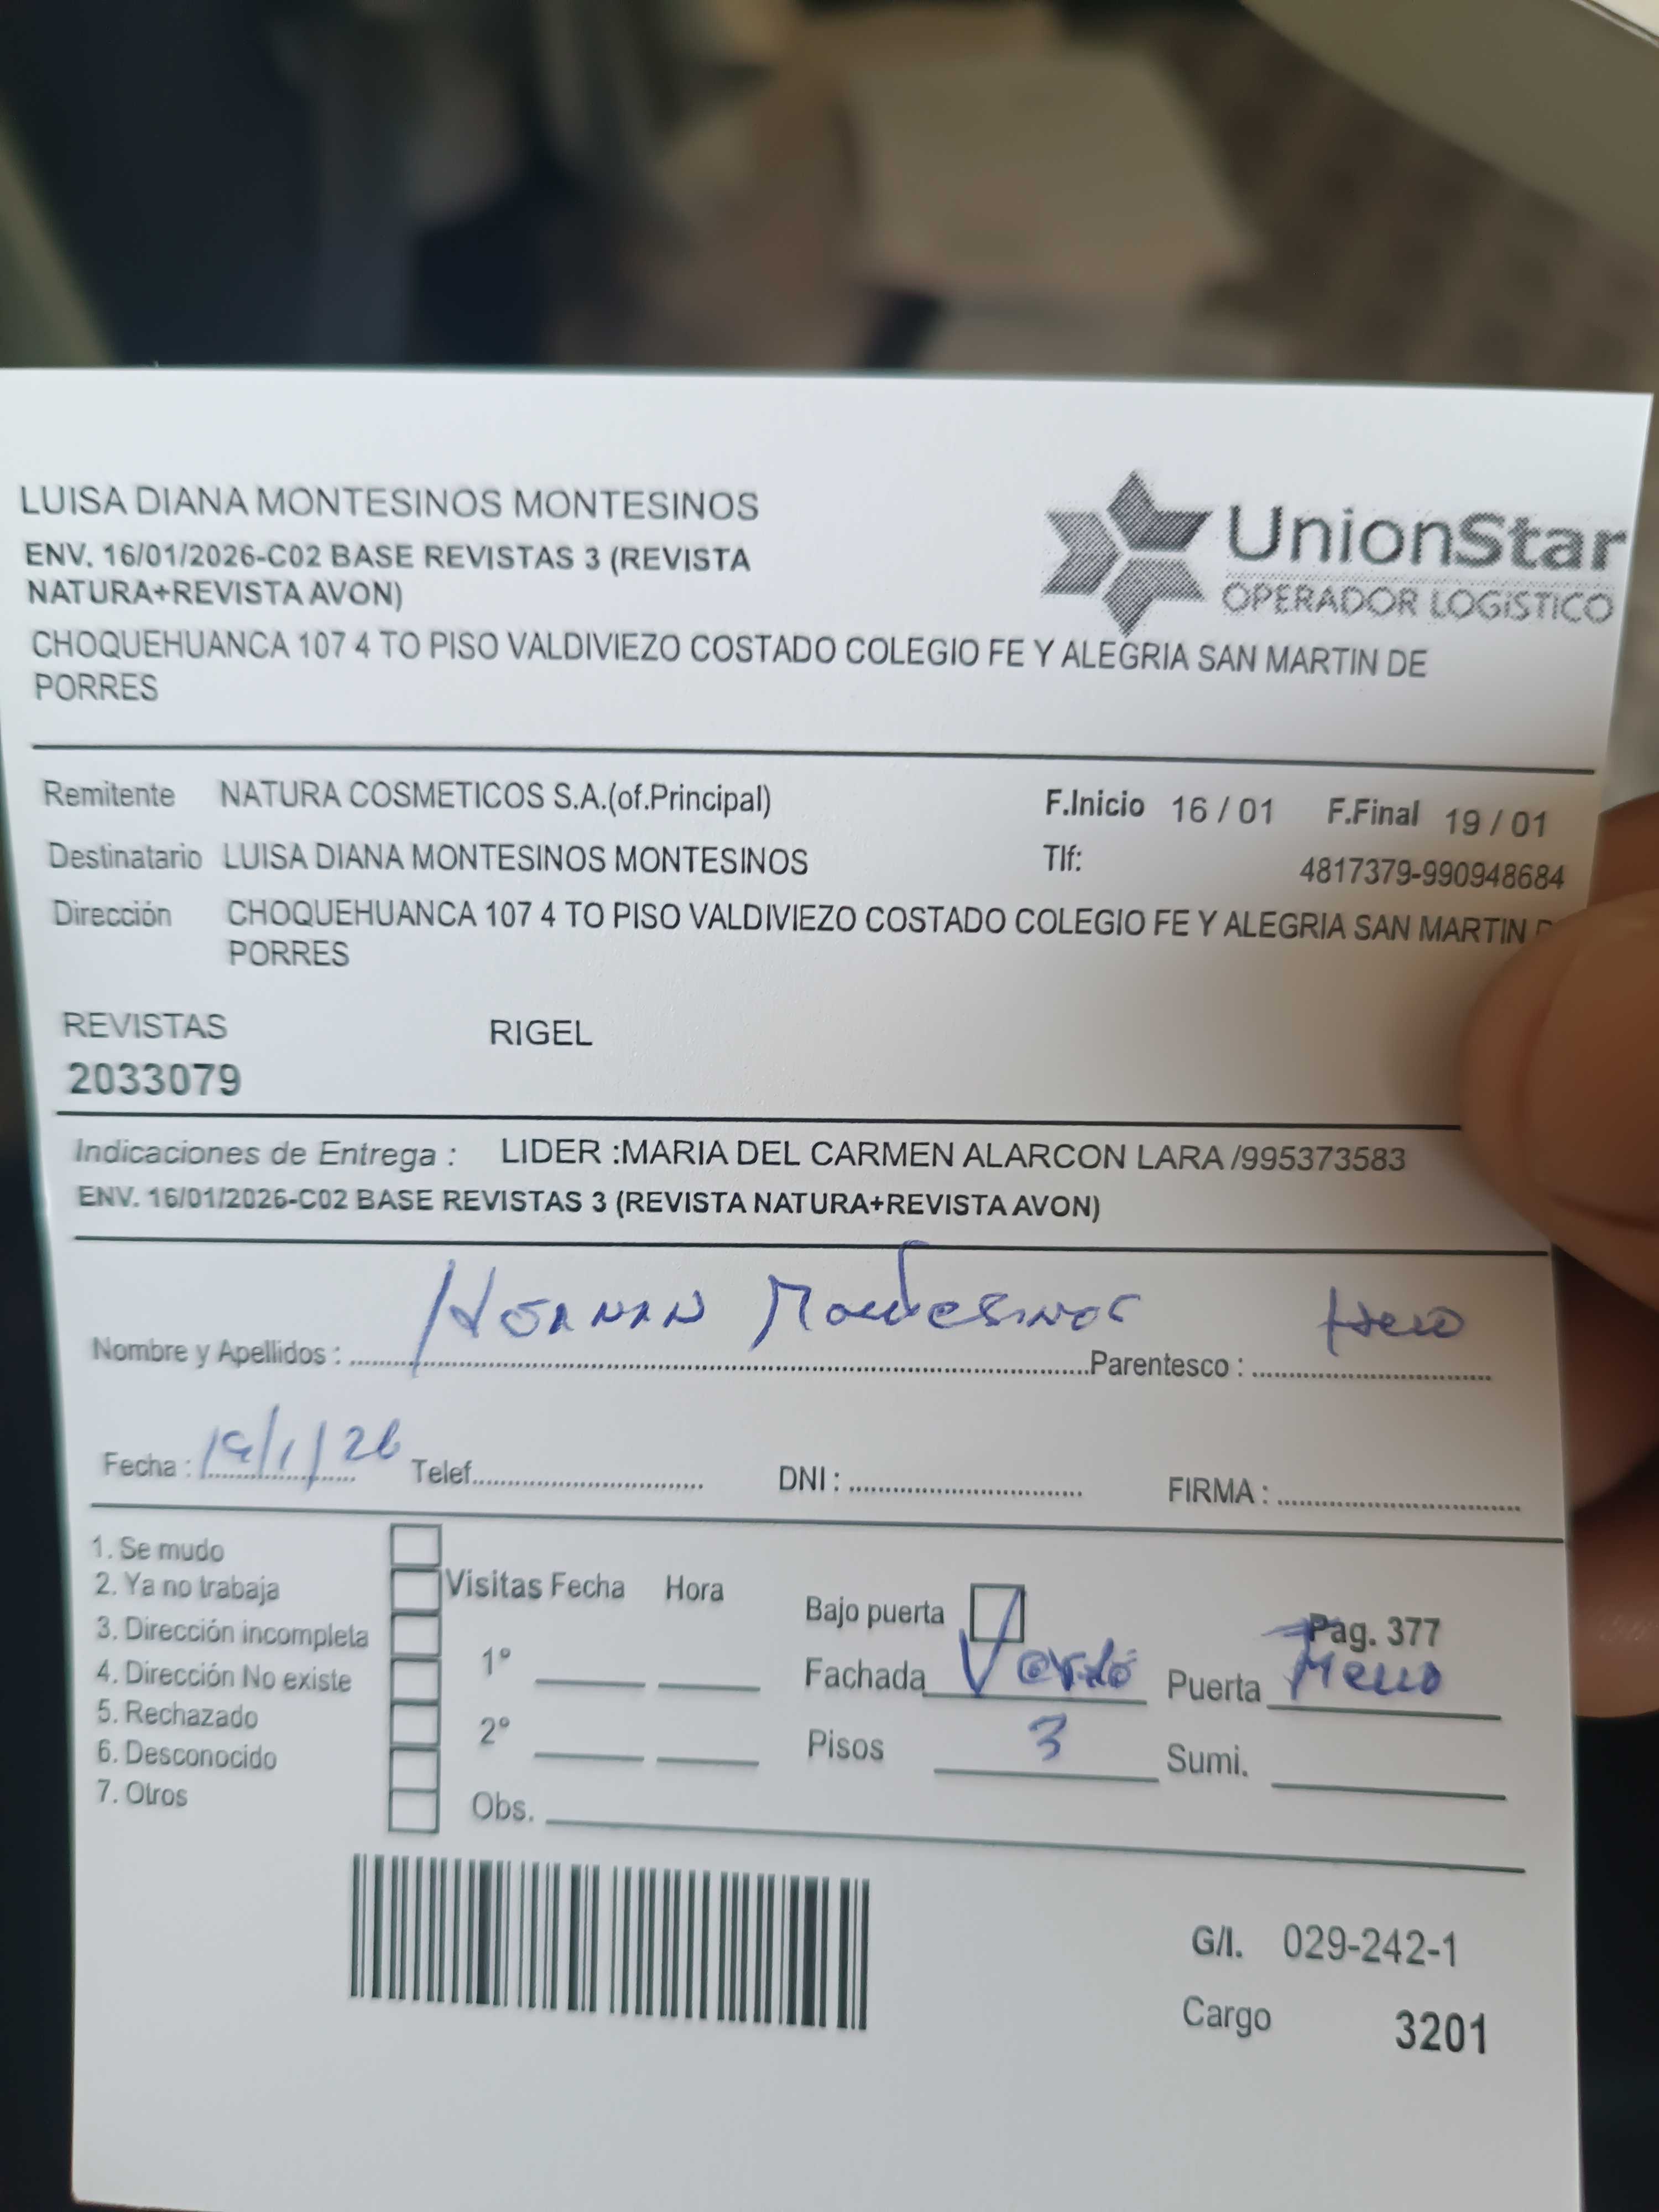 LUISA DIANA MONTESINOS MONTESINOS
ENV. 16/01/2026-C02 BASE REVISTAS 3 (REVISTA
NATURA+REVISTA AVON)
UnionStar
OPERADOR LOGÍSTICO
CHOQUEHUANCA 107 4 TO PISO VALDIVIEZO COSTADO COLEGIO FE Y ALEGRIA SAN MARTIN DE
PORRES
Remitente NATURA COSMETICOS S.A.(of.Principal) F.Inicio 16 / 01 F.Final 19 / 01
Destinatario LUISA DIANA MONTESINOS MONTESINOS Tlf: 4817379-990948684
Dirección CHOQUEHUANCA 107 4 TO PISO VALDIVIEZO COSTADO COLEGIO FE Y ALEGRIA SAN MARTIN
PORRES
REVISTAS RIGEL
2033079
Indicaciones de Entrega : LIDER :MARIA DEL CARMEN ALARCON LARA /995373583
ENV. 16/01/2026-C02 BASE REVISTAS 3 (REVISTA NATURA+REVISTA AVON)
Nombre y Apellidos : Montesinos Parentesco :
Fecha : 19/1/26 Telef. DNI : FIRMA :
1. Se mudo
2. Ya no trabaja
3. Dirección incompleta
4. Dirección No existe
5. Rechazado
6. Desconocido
7. Otros
Visitas Fecha Hora
1º
2º
Obs.
Bajo puerta Pag. 377
Fachada Verde Puerta
Pisos 3 Sumi.
G/I. 029-242-1
Cargo 3201